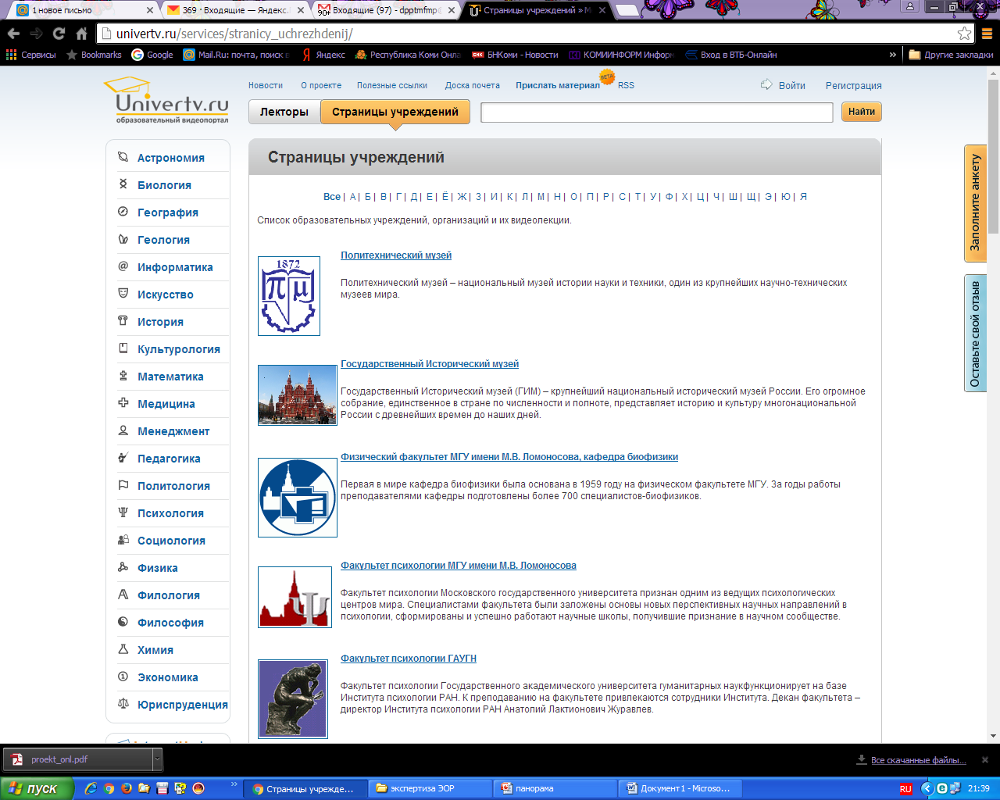 1 новое письмо
369 · Входящие — Яндекс.
Входящие (97) - dpptmfmp@
Страницы учреждений » М
univertv.ru/services/stranicy_uchrezhdenij/
Сервисы Bookmarks Google Mail.Ru: почта, поиск в Яндекс Республика Коми Онла БНКоми - Новости КОМИИНФОРМ Инфор Вход в ВТБ-Онлайн » Другие закладки
Univertv.ru
образовательный видеопортал
Новости О проекте Полезные ссылки Доска почета Прислать материал BETA RSS Войти Регистрация
Лекторы Страницы учреждений Найти
Астрономия
Биология
География
Геология
Информатика
Искусство
История
Культурология
Математика
Медицина
Менеджмент
Педагогика
Политология
Психология
Социология
Физика
Филология
Философия
Химия
Экономика
Юриспруденция
Страницы учреждений
Все | А | Б | В | Г | Д | Е | Ё | Ж | З | И | К | Л | М | Н | О | П | Р | С | Т | У | Ф | Х | Ц | Ч | Ш | Щ | Э | Ю | Я
Список образовательных учреждений, организаций и их видеолекции.
1872
Политехнический музей
Политехнический музей – национальный музей истории науки и техники, один из крупнейших научно-технических
музеев мира.
Государственный Исторический музей
Государственный Исторический музей (ГИМ) – крупнейший национальный исторический музей России. Его огромное
собрание, единственное в стране по численности и полноте, представляет историю и культуру многонациональной
России с древнейших времен до наших дней.
Физический факультет МГУ имени М.В. Ломоносова, кафедра биофизики
Первая в мире кафедра биофизики была основана в 1959 году на физическом факультете МГУ. За годы работы
преподавателями кафедры подготовлены более 700 специалистов-биофизиков.
Факультет психологии МГУ имени М.В. Ломоносова
Факультет психологии Московского государственного университета признан одним из ведущих психологических
центров мира. Специалистами факультета были заложены основы новых перспективных научных направлений в
психологии, сформированы и успешно работают научные школы, получившие признание в научном сообществе.
Факультет психологии ГАУГН
Факультет психологии Государственного академического университета гуманитарных наукфункционирует на базе
Института психологии РАН. К преподаванию на факультете привлекаются сотрудники Института. Декан факультета –
директор Института психологии РАН Анатолий Лактионович Журавлев.
Заполните анкету
Оставьте свой отзыв
proekt_onl.pdf
Все скачанные файлы...
пуск Страницы учрежде... экспертиза ЭОР панорама Документ1 - Microso... RU 21:39